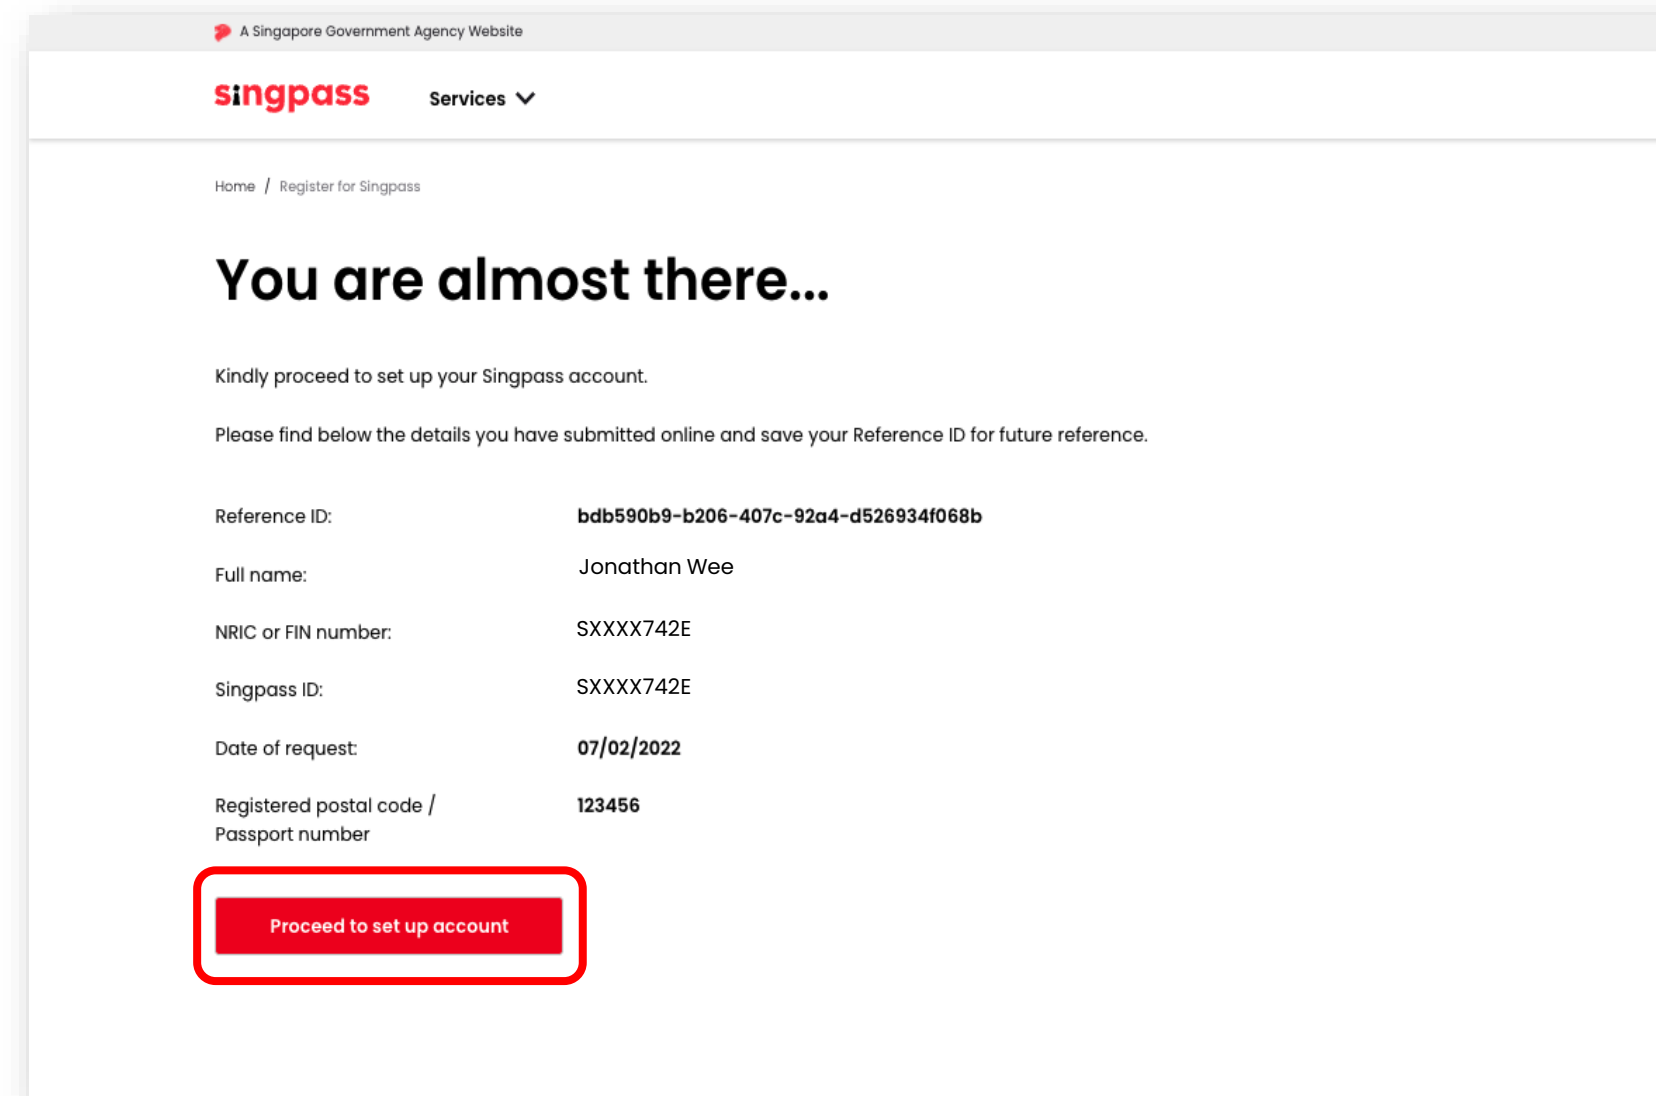 A Singapore Government Agency Website
singpass Services
Home / Register for Singpass
You are almost there...
Kindly proceed to set up your Singpass account.
Please find below the details you have submitted online and save your Reference ID for future reference.
Reference ID: bdb590b9-b206-407c-92a4-d526934f068b
Full name: Jonathan Wee
NRIC or FIN number: SXXXX742E
Singpass ID: SXXXX742E
Date of request: 07/02/2022
Registered postal code / 123456
Passport number
Proceed to set up account